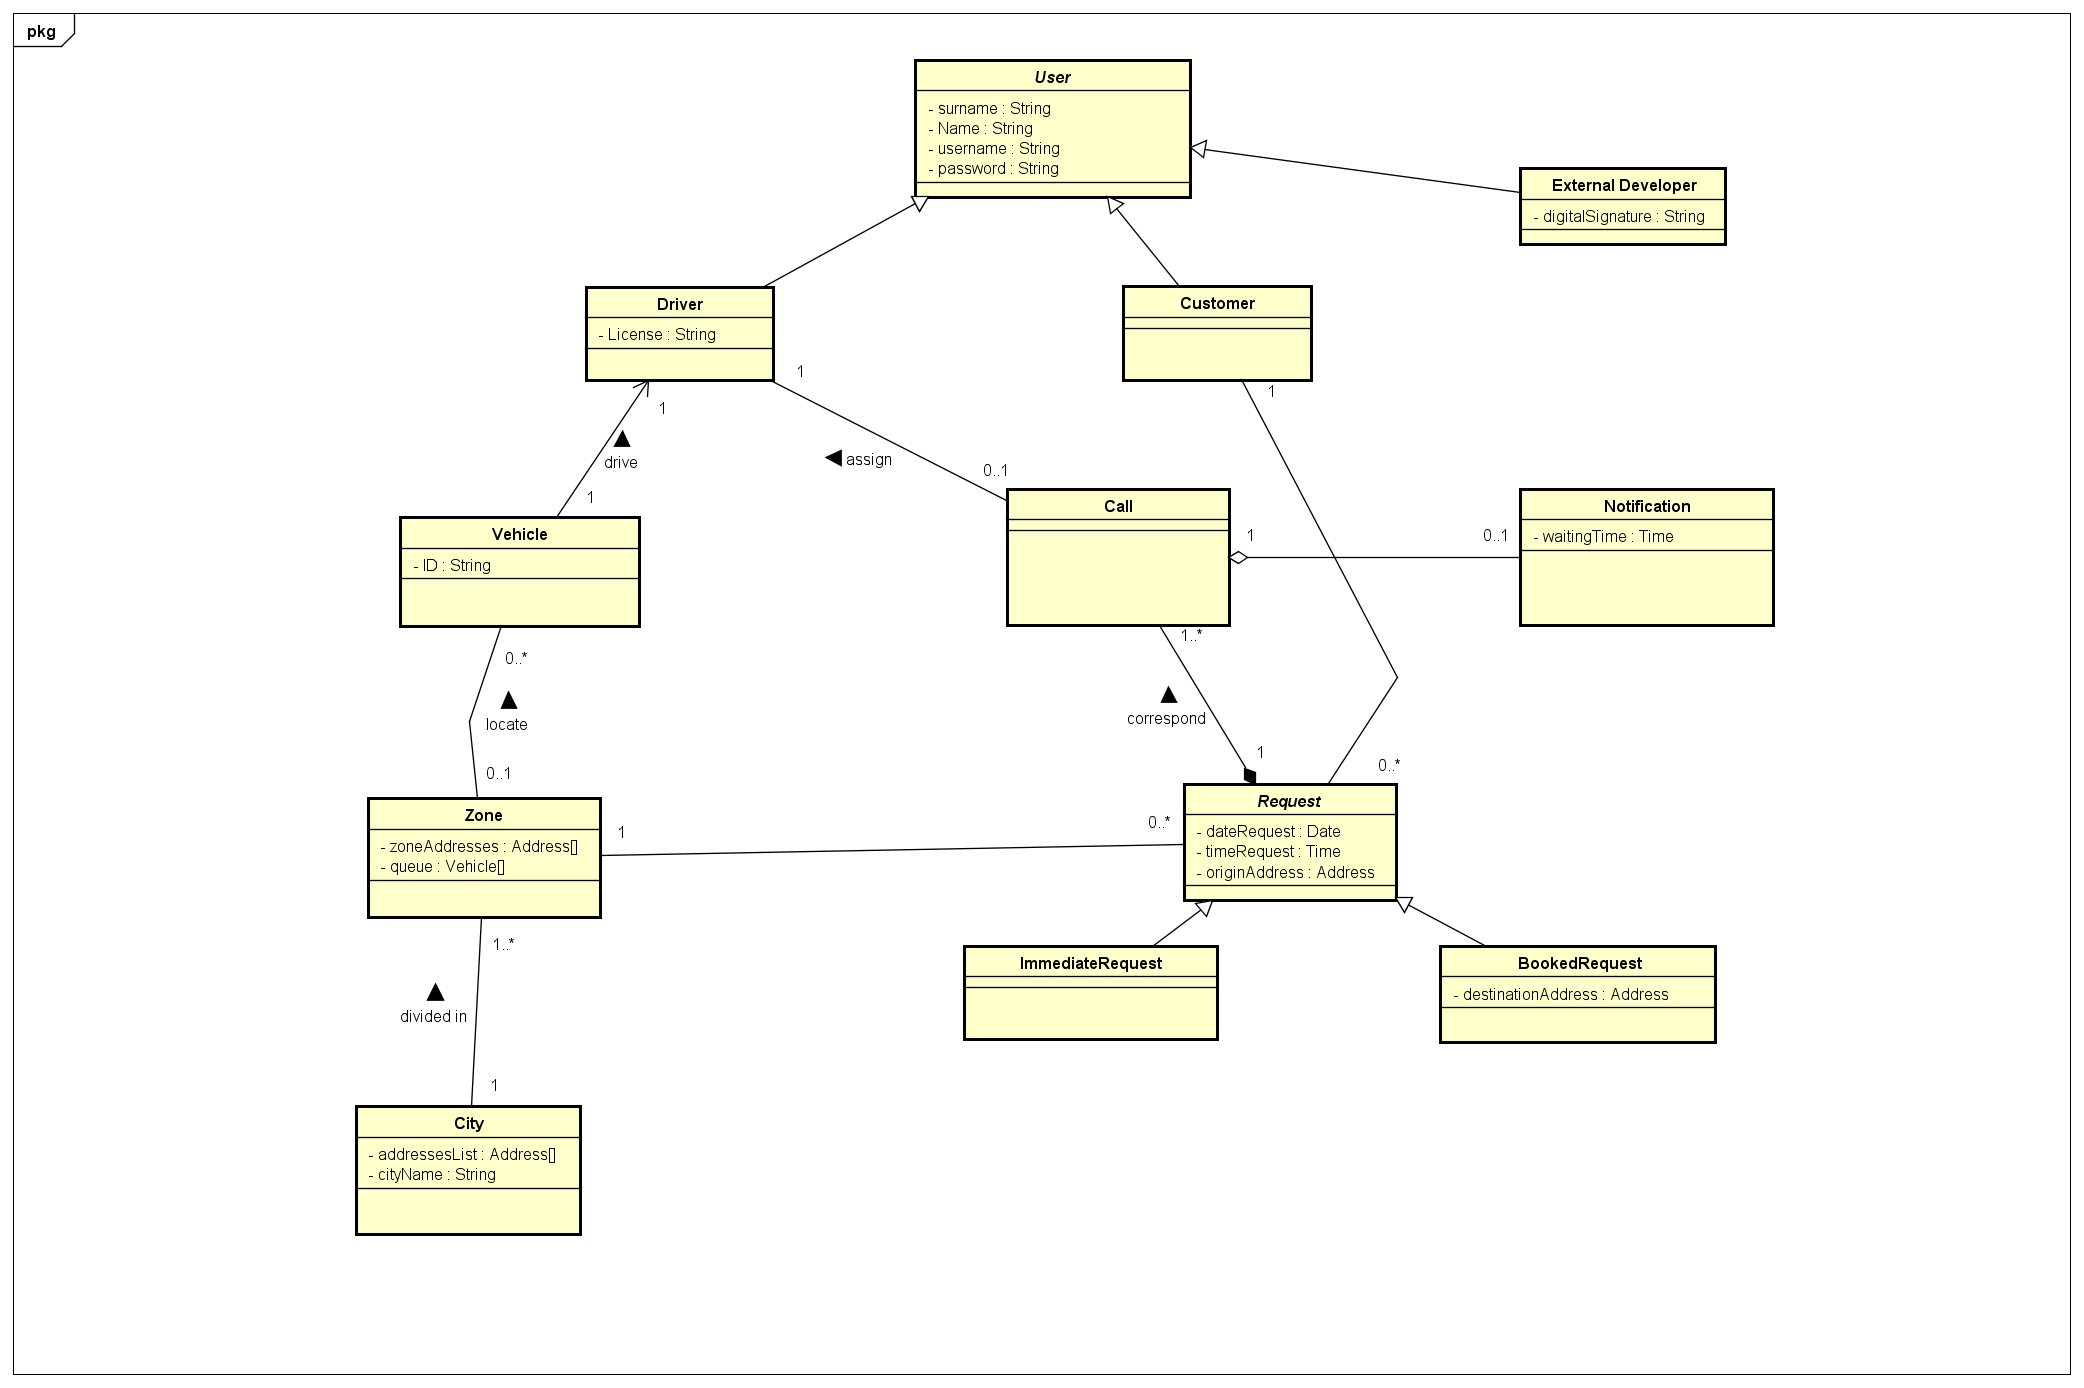 pkg
User
- surname : String
- Name : String
- username : String
- password : String
External Developer
- digitalSignature : String
Driver
- License : String
Customer
1
1
1
drive
assign
0..1
1
Call
1
0..1
Notification
- waitingTime : Time
Vehicle
- ID : String
0..*
locate
0..1
1..*
correspond
1
0..*
Zone
- zoneAddresses : Address[]
- queue : Vehicle[]
1
0..*
Request
- dateRequest : Date
- timeRequest : Time
- originAddress : Address
1..*
divided in
1
ImmediateRequest
BookedRequest
- destinationAddress : Address
City
- addressesList : Address[]
- cityName : String